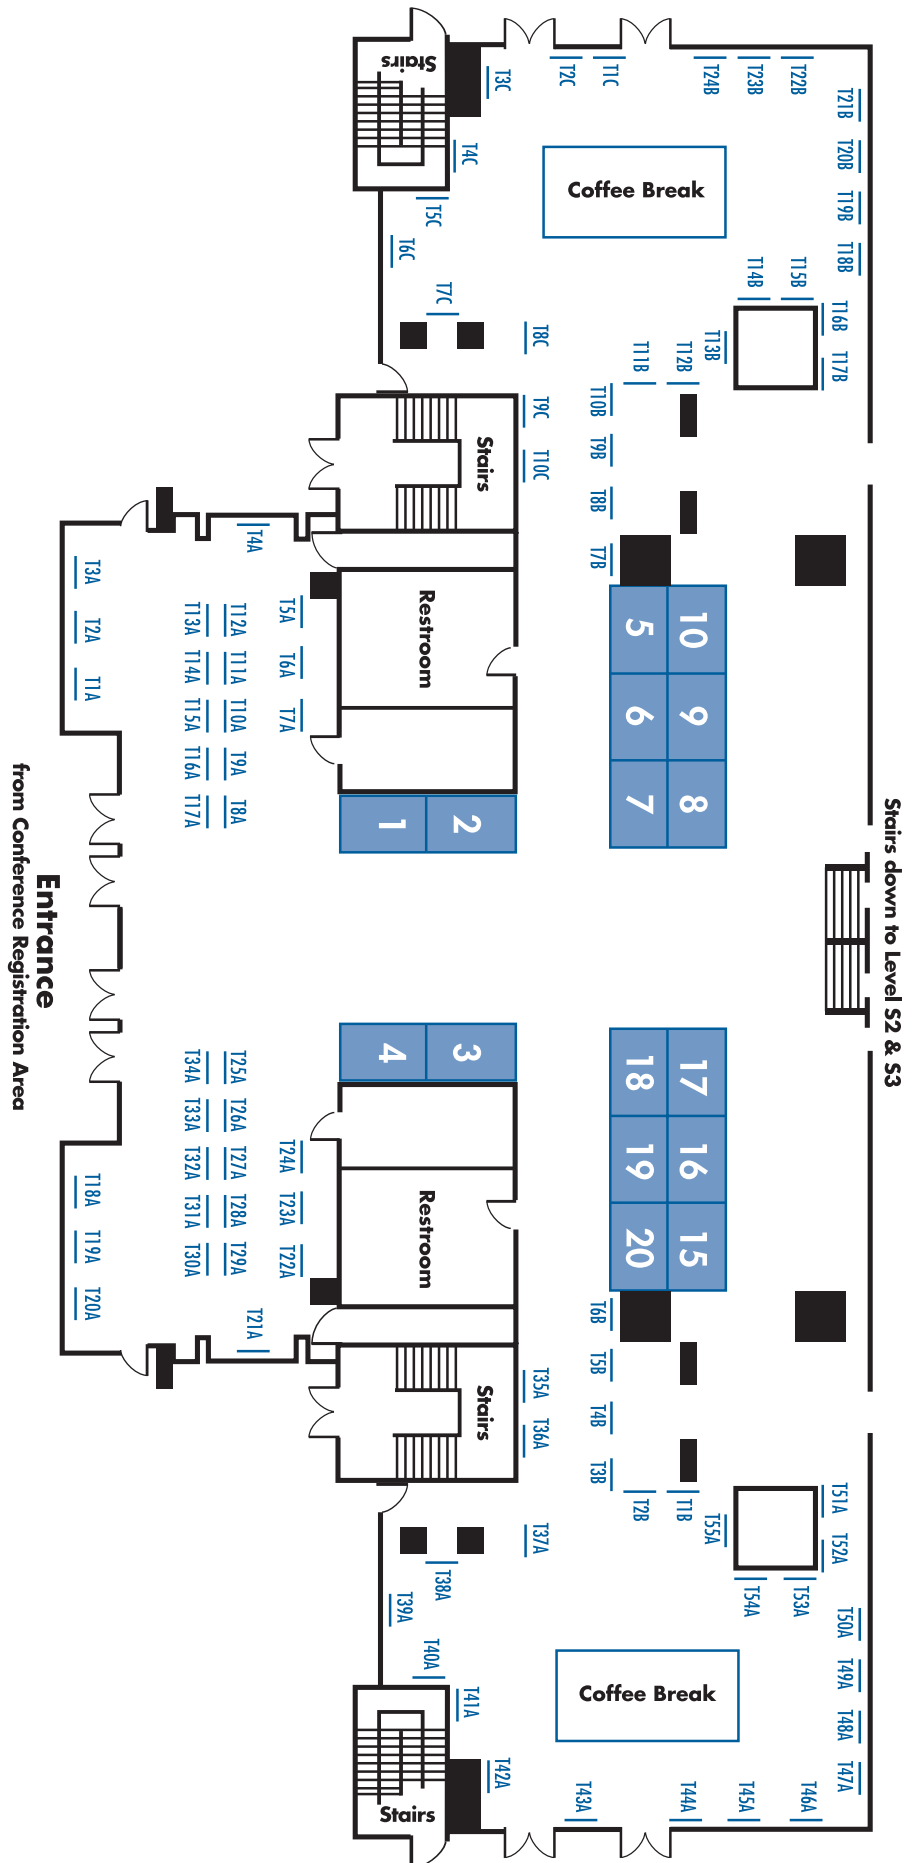 Stairs
T3C
T2C
T1C
T24B
T23B
T22B
T21B
T4C
T20B
Coffee Break
T5C
T19B
T6C
T18B
T7C
T14B
T15B
T8C
T16B
T13B
T11B
T12B
T17B
T9C
T10B
Stairs
T10C
T9B
T8B
T4A
T7B
T3A
T13A
T12A
T5A
Restroom
5
10
T2A
T14A
T11A
T6A
T1A
T15A
T10A
T7A
6
9
T16A
T9A
T17A
T8A
1
2
7
8
Entrance
from Conference Registration Area
Stairs down to Level S2 & S3
T34A
T25A
4
3
18
17
T33A
T26A
T32A
T27A
T24A
19
16
T18A
T31A
T28A
T23A
Restroom
T19A
T30A
T29A
T22A
20
15
T20A
T21A
T6B
T5B
T35A
Stairs
T4B
T36A
T3B
T2B
T1B
T55A
T51A
T37A
T52A
T38A
T39A
T54A
T53A
T50A
T40A
T49A
Coffee Break
T41A
T48A
T42A
T47A
T43A
T44A
T45A
T46A
Stairs